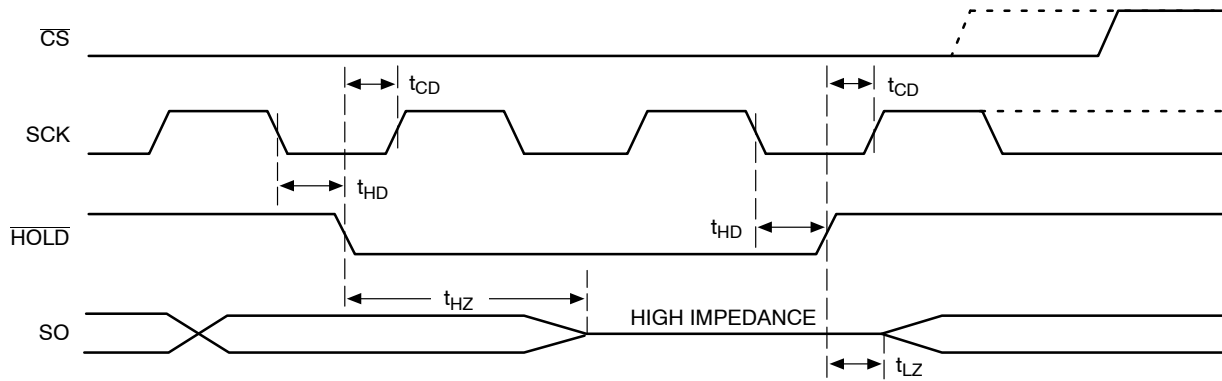 CS
tCD
tCD
SCK
tHD
HOLD
tHD
tHZ
HIGH IMPEDANCE
SO
tLZ